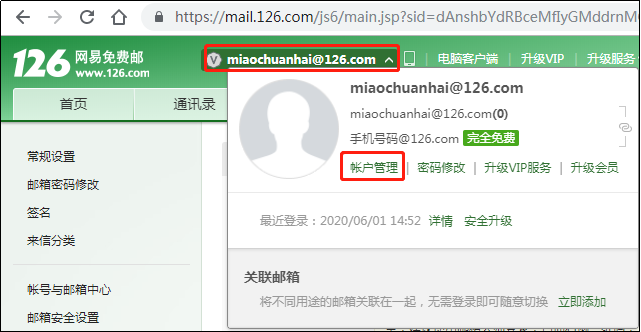 https://mail.126.com/js6/main.jsp?sid=dAnshbYdRBceMfIyGMddrnM
126 网易免费邮
www.126.com
miaochuanhai@126.com
电脑客户端 | 升级VIP | 升级服务
首页
通讯录
miaochuanhai@126.com
miaochuanhai@126.com(0)
手机号码@126.com 完全免费
帐户管理 | 密码修改 | 升级VIP服务 | 升级会员
最近登录：2020/06/01 14:52 详情 安全升级
关联邮箱
将不同用途的邮箱关联在一起，无需登录即可随意切换 立即添加
常规设置
邮箱密码修改
签名
来信分类
帐号与邮箱中心
邮箱安全设置